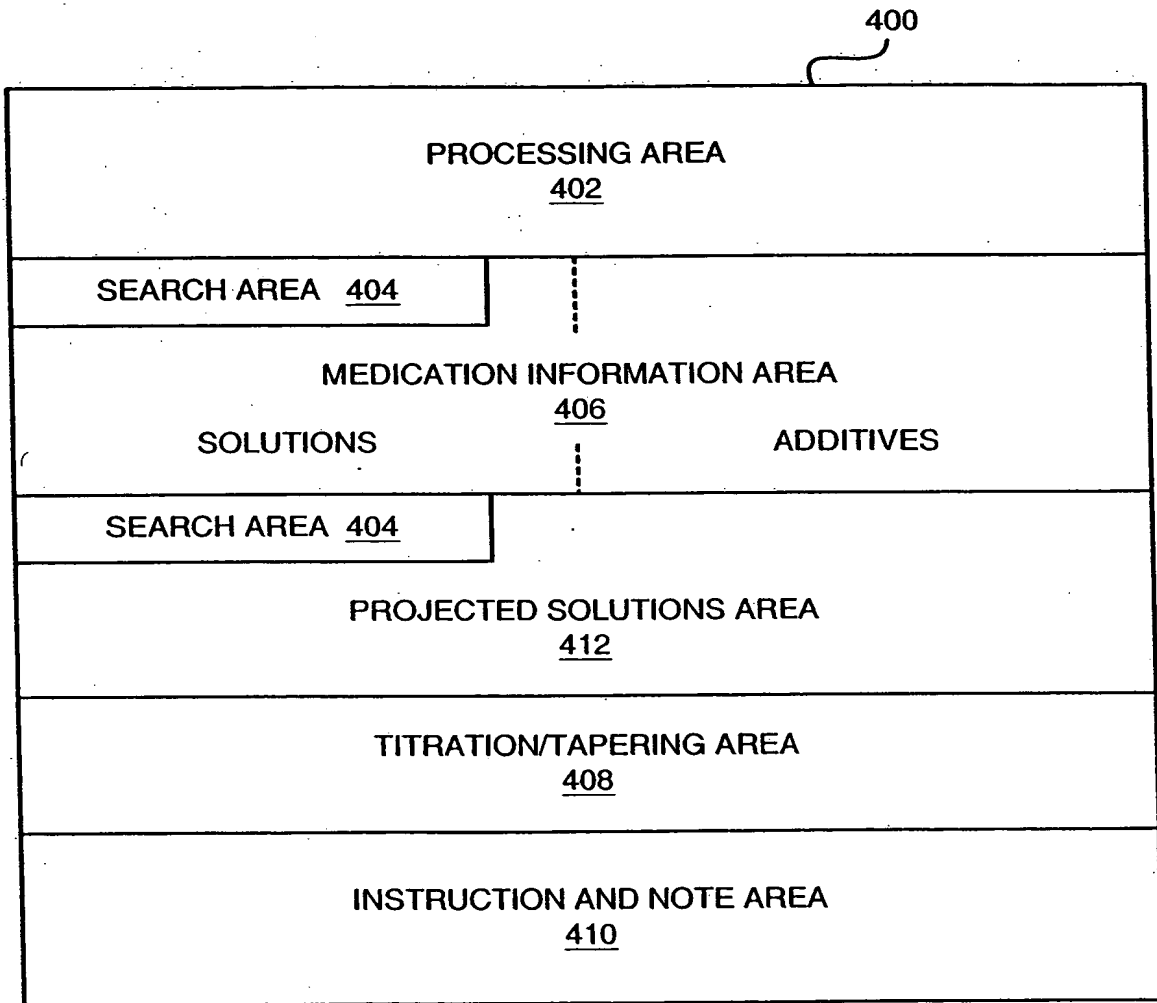 400
PROCESSING AREA
402
SEARCH AREA 404
MEDICATION INFORMATION AREA
406
SOLUTIONS
ADDITIVES
SEARCH AREA 404
PROJECTED SOLUTIONS AREA
412
TITRATION/TAPERING AREA
408
INSTRUCTION AND NOTE AREA
410